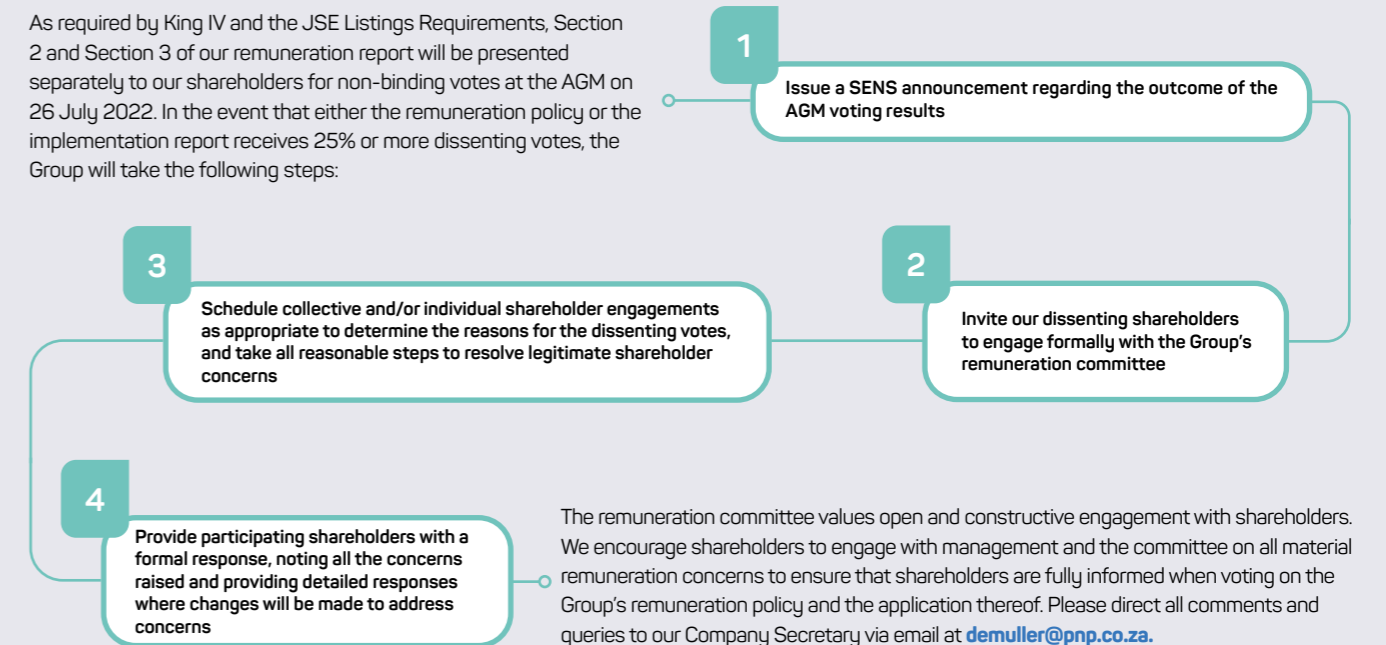 As required by King IV and the JSE Listings Requirements, Section
2 and Section 3 of our remuneration report will be presented
separately to our shareholders for non-binding votes at the AGM on
26 July 2022. In the event that either the remuneration policy or the
implementation report receives 25% or more dissenting votes, the
Group will take the following steps:
1
Issue a SENS announcement regarding the outcome of the
AGM voting results
2
Invite our dissenting shareholders
to engage formally with the Group's
remuneration committee
3
Schedule collective and/or individual shareholder engagements
as appropriate to determine the reasons for the dissenting votes,
and take all reasonable steps to resolve legitimate shareholder
concerns
4
Provide participating shareholders with a
formal response, noting all the concerns
raised and providing detailed responses
where changes will be made to address
concerns
The remuneration committee values open and constructive engagement with shareholders.
We encourage shareholders to engage with management and the committee on all material
remuneration concerns to ensure that shareholders are fully informed when voting on the
Group's remuneration policy and the application thereof. Please direct all comments and
queries to our Company Secretary via email at demuller@pnp.co.za.